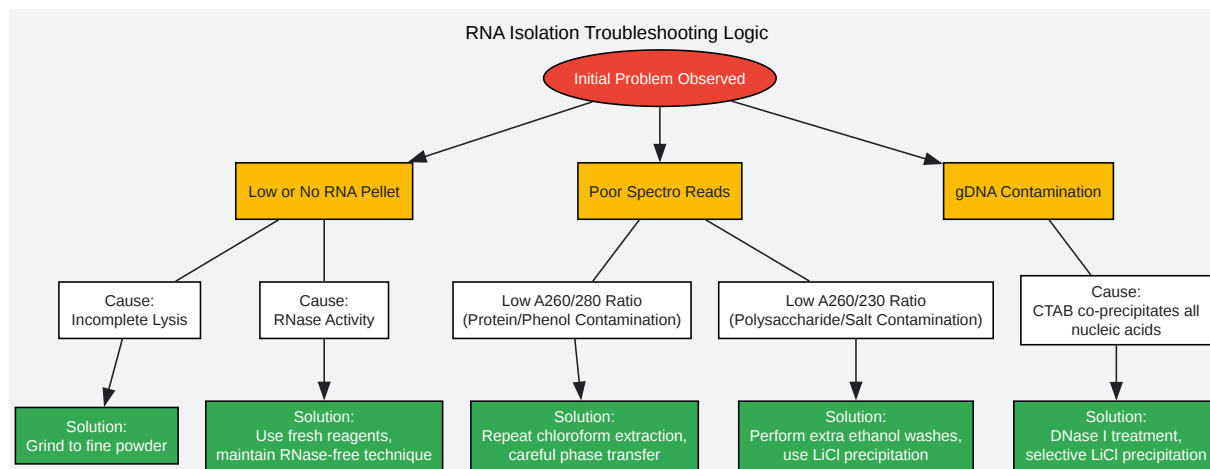 RNA Isolation Troubleshooting Logic
Initial Problem Observed
Low or No RNA Pellet
Poor Spectro Reads
gDNA Contamination
Cause:
Incomplete Lysis
Cause:
RNase Activity
Low A260/280 Ratio
(Protein/Phenol Contamination)
Low A260/230 Ratio
(Polysaccharide/Salt Contamination)
Cause:
CTAB co-precipitates all
nucleic acids
Solution:
Grind to fine powder
Solution:
Use fresh reagents,
maintain RNase-free technique
Solution:
Repeat chloroform extraction,
careful phase transfer
Solution:
Perform extra ethanol washes,
use LiCl precipitation
Solution:
DNase I treatment,
selective LiCl precipitation